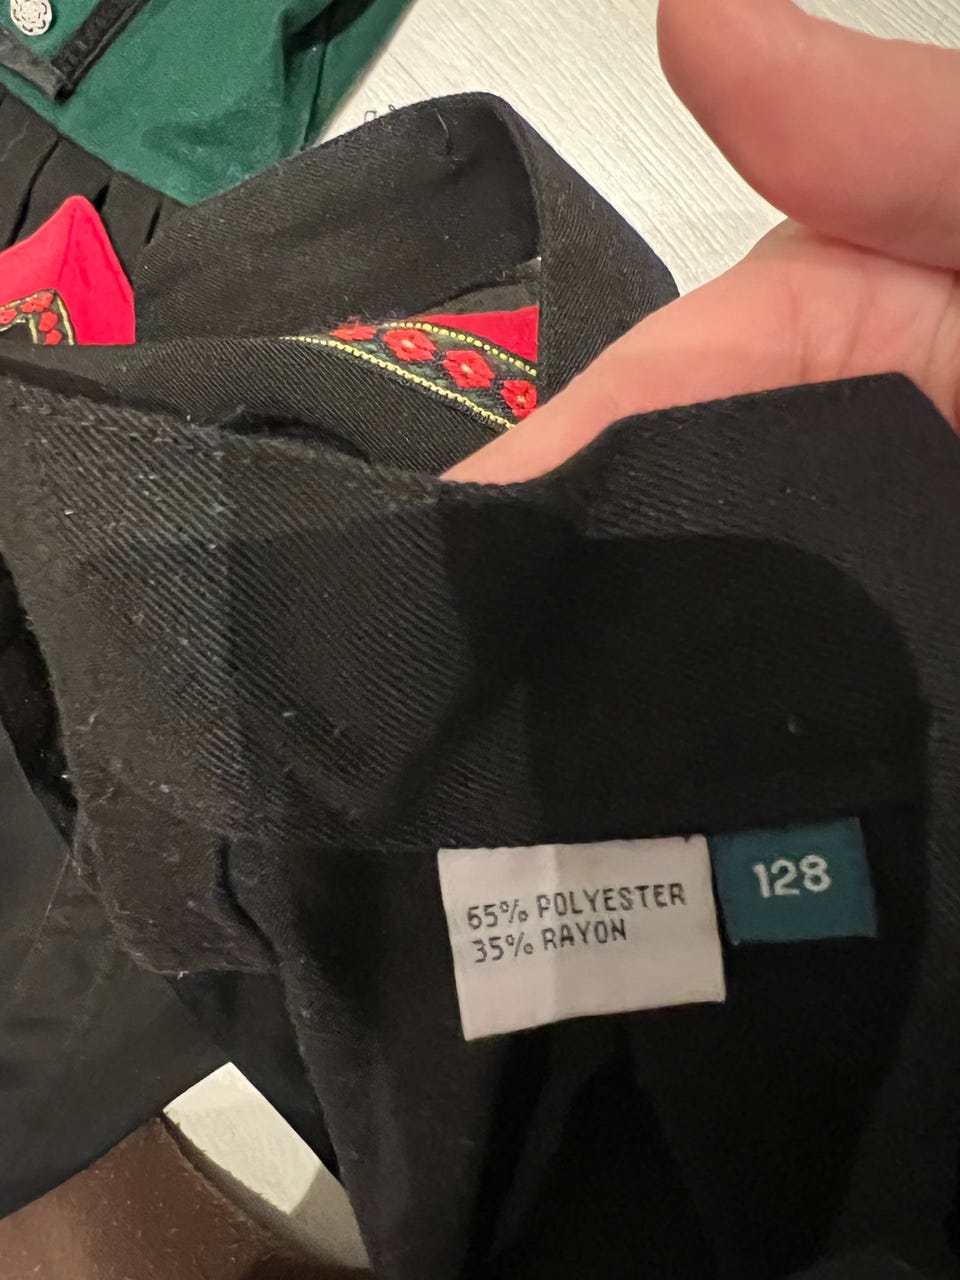 65% POLYESTER
35% RAYON
128